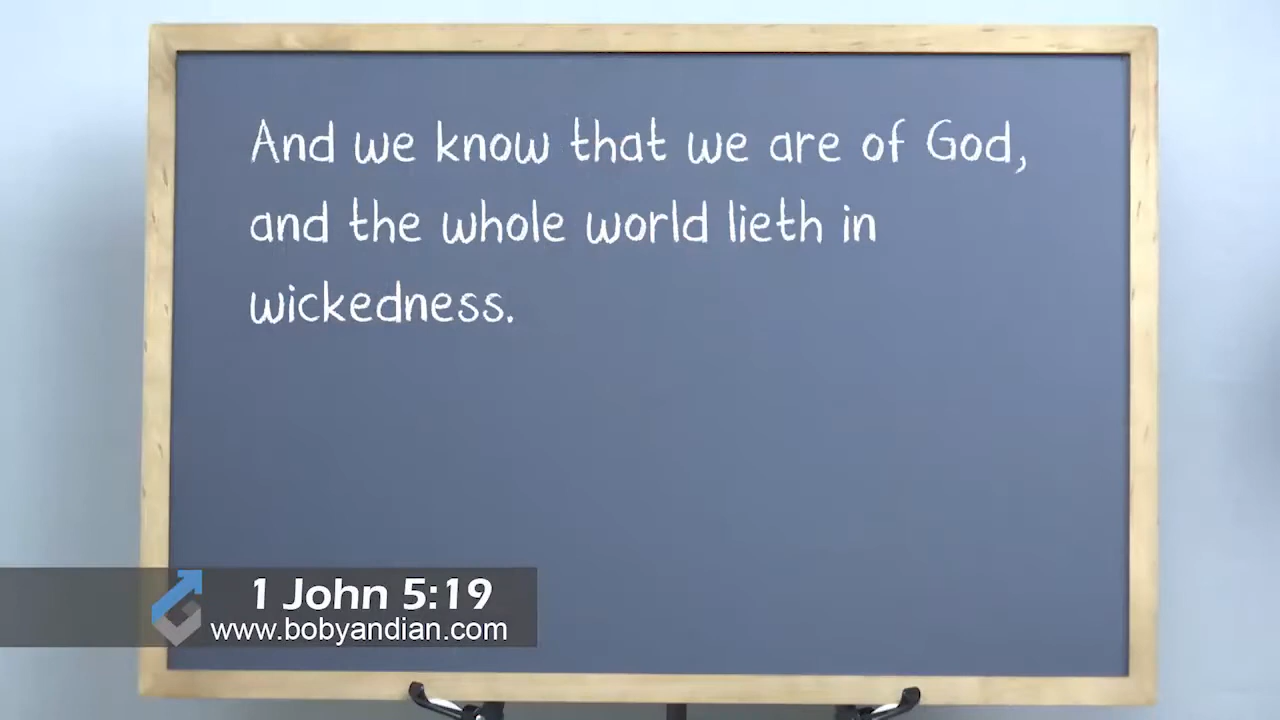 And we know that we are of God,
and the whole world lieth in
wickedness.
1 John 5:19
www.bobyandian.com